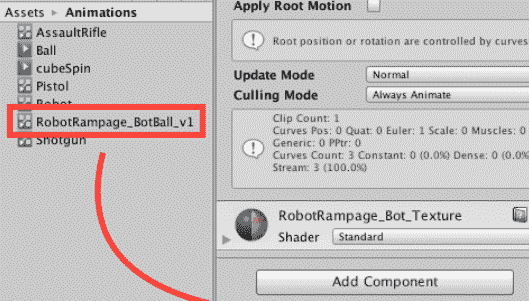 Assets ▸ Animations
AssaultRifle
Ball
cubeSpin
Pistol
Robot
RobotRampage_BotBall_v1
Shotgun
Apply Root Motion
Root position or rotation are controlled by curves
Update Mode
Normal
Culling Mode
Always Animate
Clip Count: 1
Curves Pos: 0 Quat: 0 Euler: 1 Scale: 0 Muscles: 0
Generic: 0 PPtr: 0
Curves Count: 3 Constant: 0 (0.0%) Dense: 0 (0.0%)
Stream: 3 (100.0%)
RobotRampage_Bot_Texture
Shader
Standard
Add Component